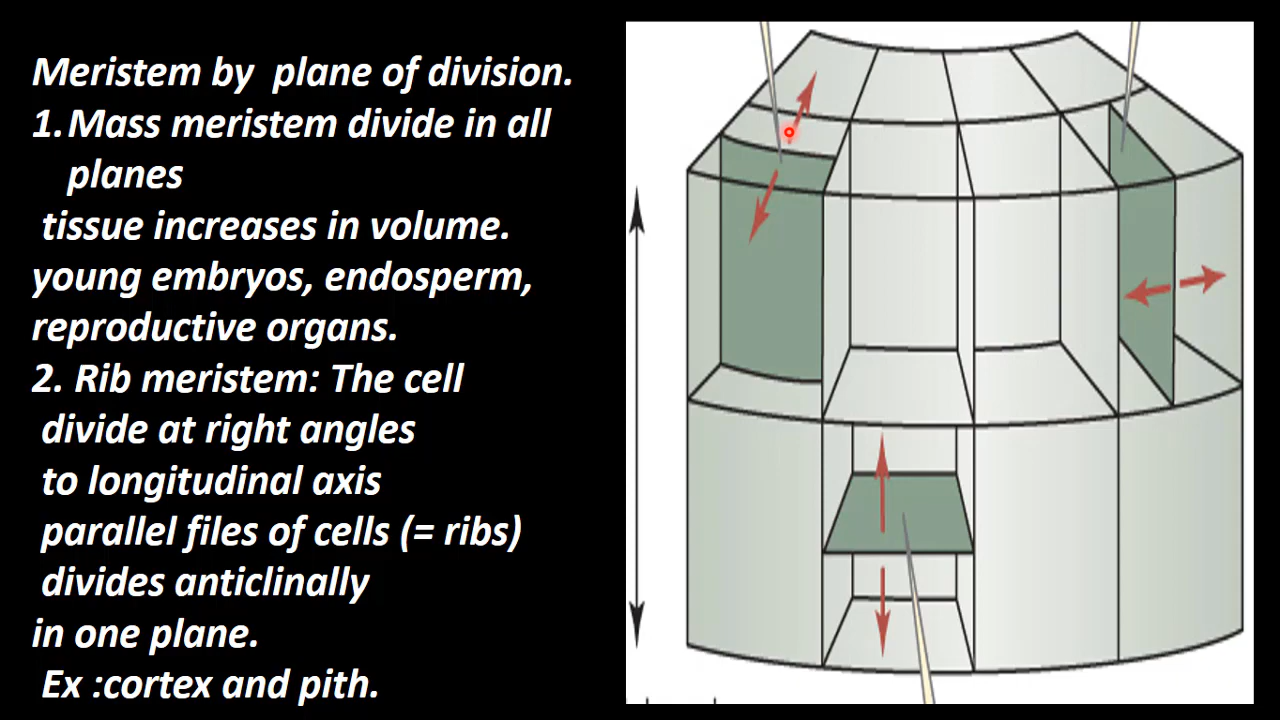 Meristem by plane of division.
1. Mass meristem divide in all
planes
tissue increases in volume.
young embryos, endosperm,
reproductive organs.
2. Rib meristem: The cell
divide at right angles
to longitudinal axis
parallel files of cells (= ribs)
divides anticlinally
in one plane.
Ex :cortex and pith.